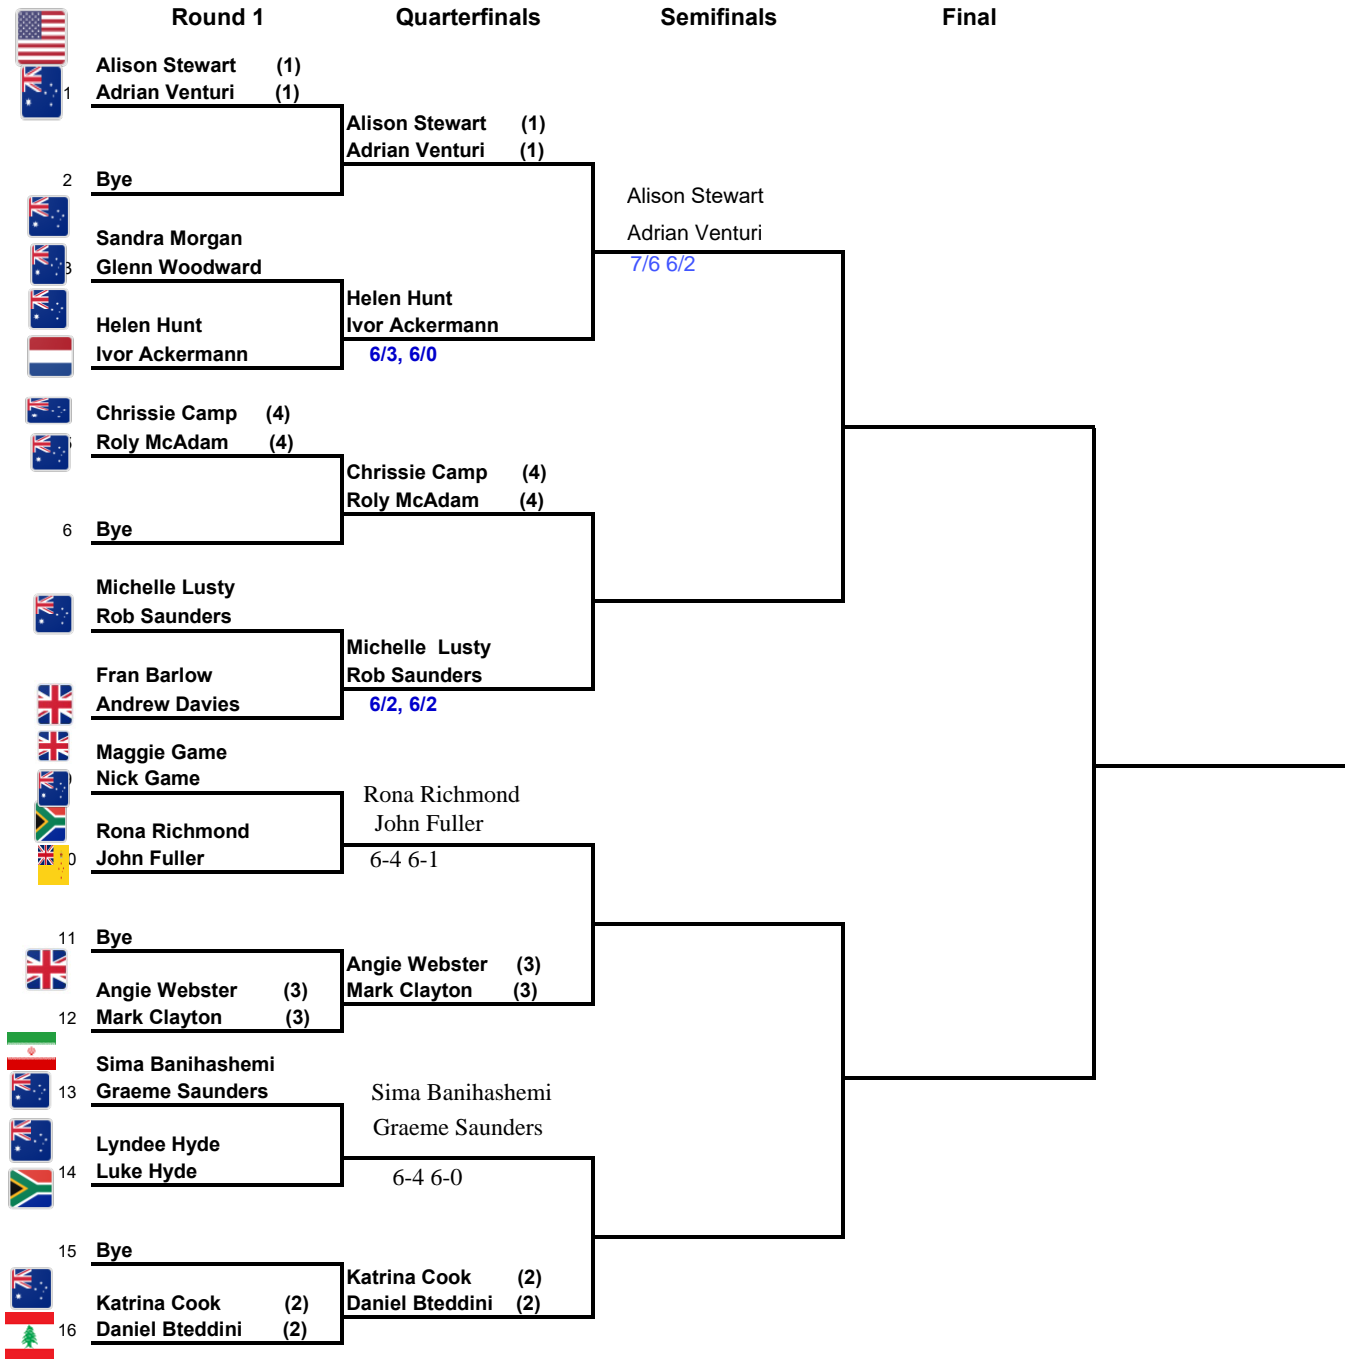 Round 1 Quarterfinals Semifinals Final
Alison Stewart (1)
1 Adrian Venturi (1)
Alison Stewart (1)
Adrian Venturi (1)
2 Bye
Alison Stewart
Adrian Venturi
7/6 6/2
Sandra Morgan
3 Glenn Woodward
Helen Hunt
Ivor Ackermann
6/3, 6/0
Helen Hunt
Ivor Ackermann
Chrissie Camp (4)
Roly McAdam (4)
Chrissie Camp (4)
Roly McAdam (4)
6 Bye
Michelle Lusty
Rob Saunders
Michelle Lusty
Rob Saunders
6/2, 6/2
Fran Barlow
Andrew Davies
Maggie Game
9 Nick Game
Rona Richmond
John Fuller
6-4 6-1
Rona Richmond
10 John Fuller
11 Bye
Angie Webster (3)
Mark Clayton (3)
Angie Webster (3)
12 Mark Clayton (3)
Sima Banihashemi
13 Graeme Saunders
Sima Banihashemi
Graeme Saunders
6-4 6-0
Lyndee Hyde
14 Luke Hyde
15 Bye
Katrina Cook (2)
Daniel Bteddini (2)
Katrina Cook (2)
16 Daniel Bteddini (2)